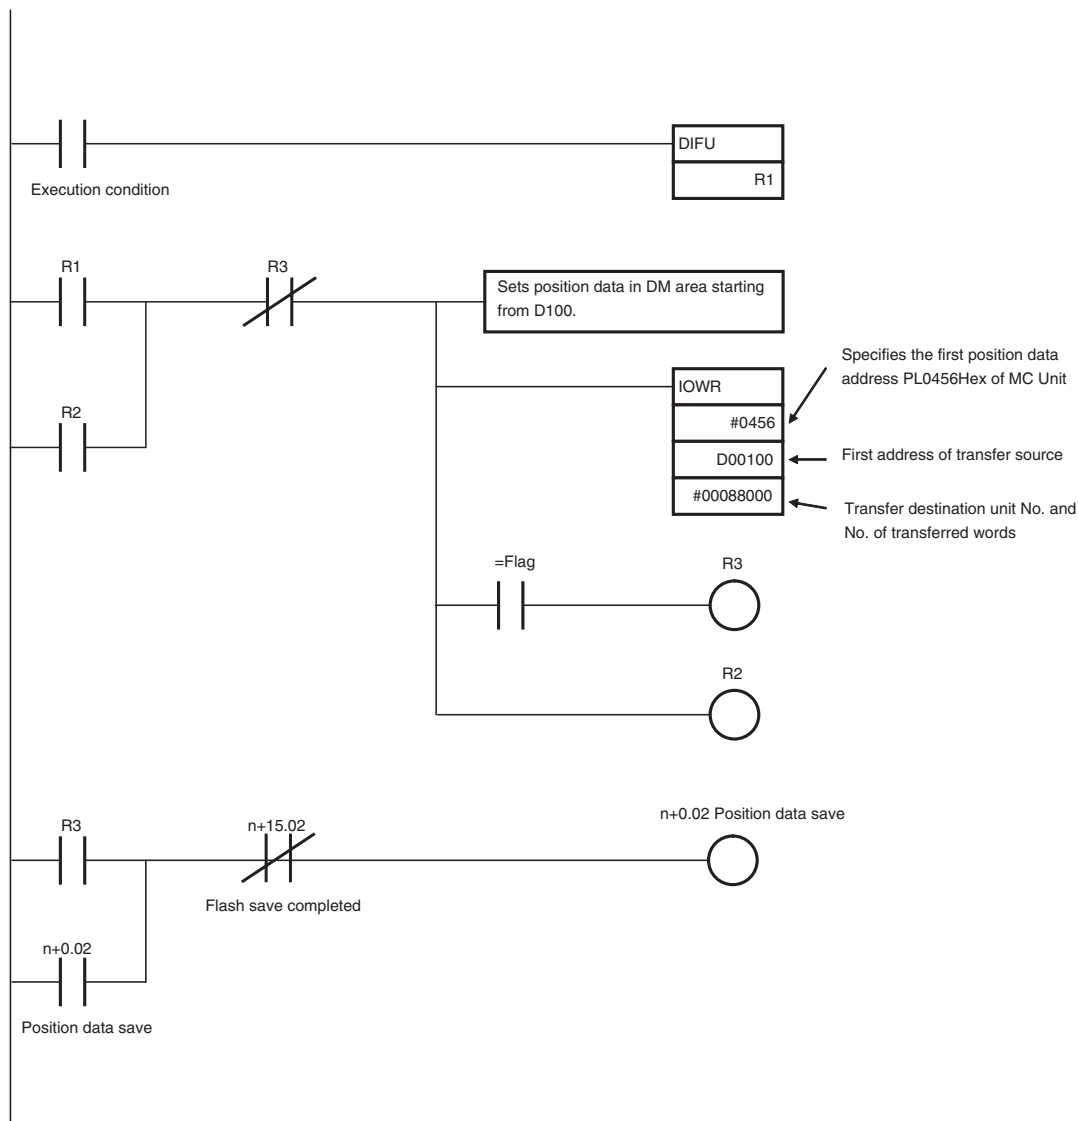 DIFU
R1
Execution condition
R1
R3
Sets position data in DM area starting
from D100.
R2
IOWR
#0456
D00100
#00088000
Specifies the first position data
address PL0456Hex of MC Unit
First address of transfer source
Transfer destination unit No. and
No. of transferred words
=Flag
R3
R2
n+0.02 Position data save
R3
n+15.02
Flash save completed
n+0.02
Position data save